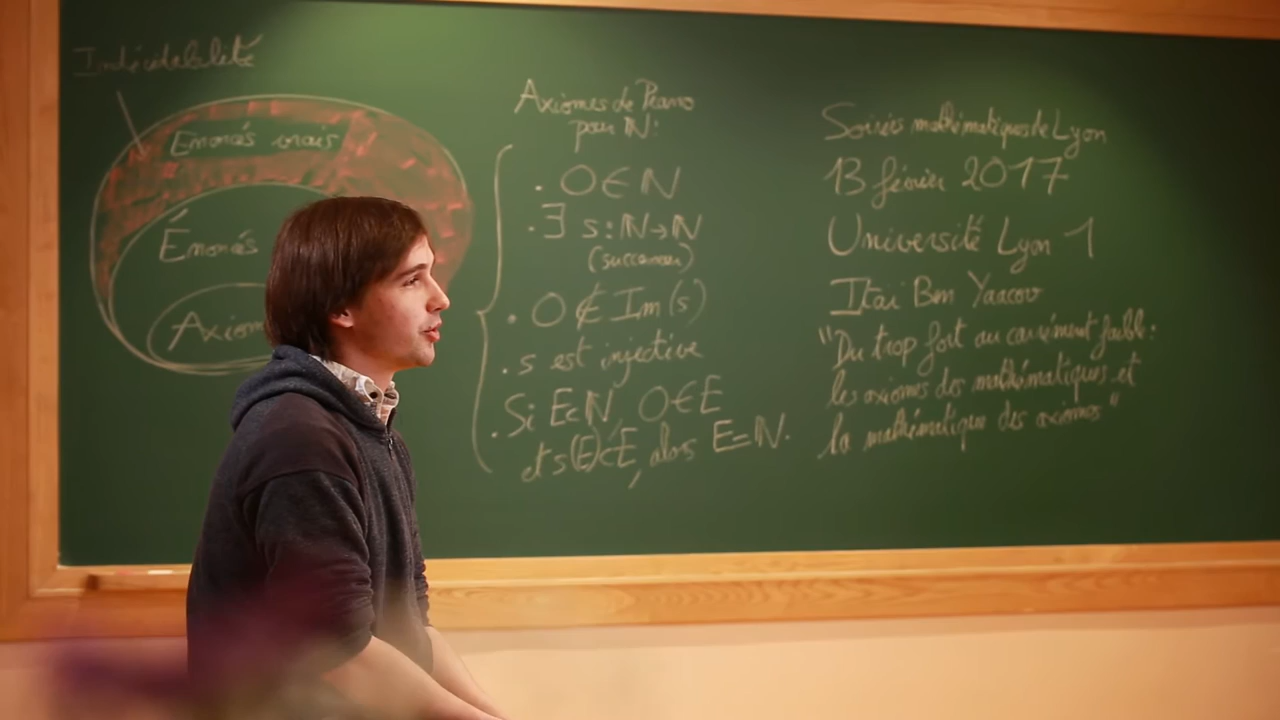 Indécidabilité
Enoncés vrais
Énoncés
Axiom
Axiomes de Peano
pour ℕ:
. 0∈ℕ
. ∃ s:ℕ→ℕ
(successeur)
. 0∉Im(s)
. s est injective
. Si E⊂ℕ, 0∈E
et s(E)⊂E, alors E=ℕ.
Soirées mathématiques de Lyon
13 février 2017
Université Lyon 1
Itaï Ben Yaacov
"Du trop fort au carrément faible:
les axiomes des mathématiques et
la mathématique des axiomes"